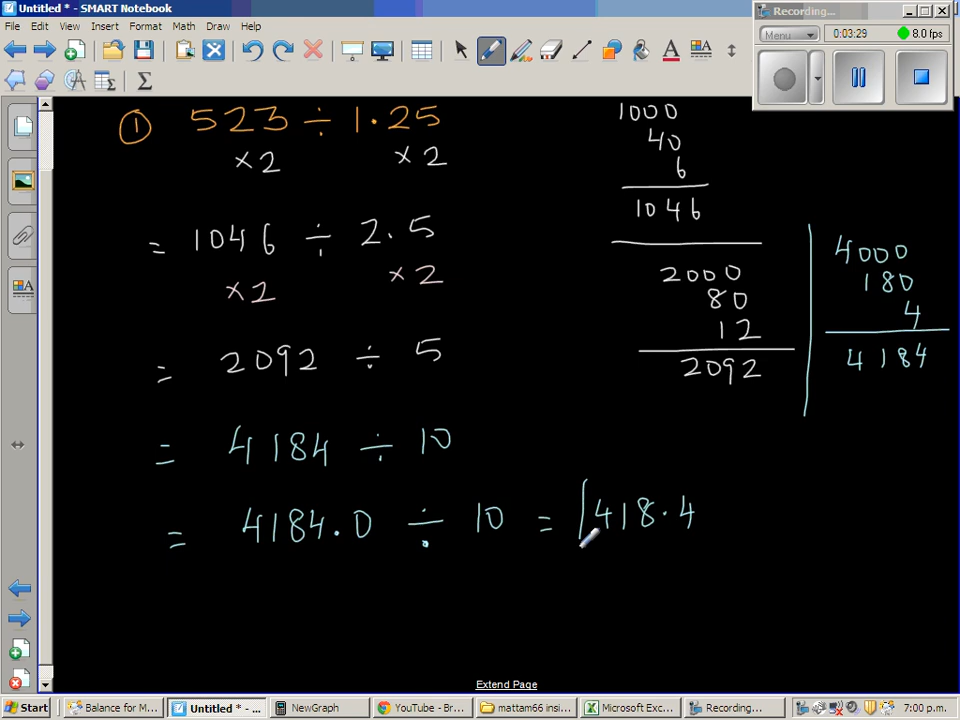 Untitled * - SMART Notebook
File Edit View Insert Format Math Draw Help
Recording...
Menu
0:03:29
8.0 fps
① 523 ÷ 1.25
×2 ×2
= 1046 ÷ 2.5
×2 ×2
= 2092 ÷ 5
= 4184 ÷ 10
= 4184.0 ÷ 10 = 418.4
1000
40
6
1046
2000
80
12
2092
4000
180
4
4184
Extend Page
Start
Balance for M...
Untitled * - ...
NewGraph
YouTube - Br...
mattam66 insi...
Microsoft Exc...
Recording...
7:00 p.m.